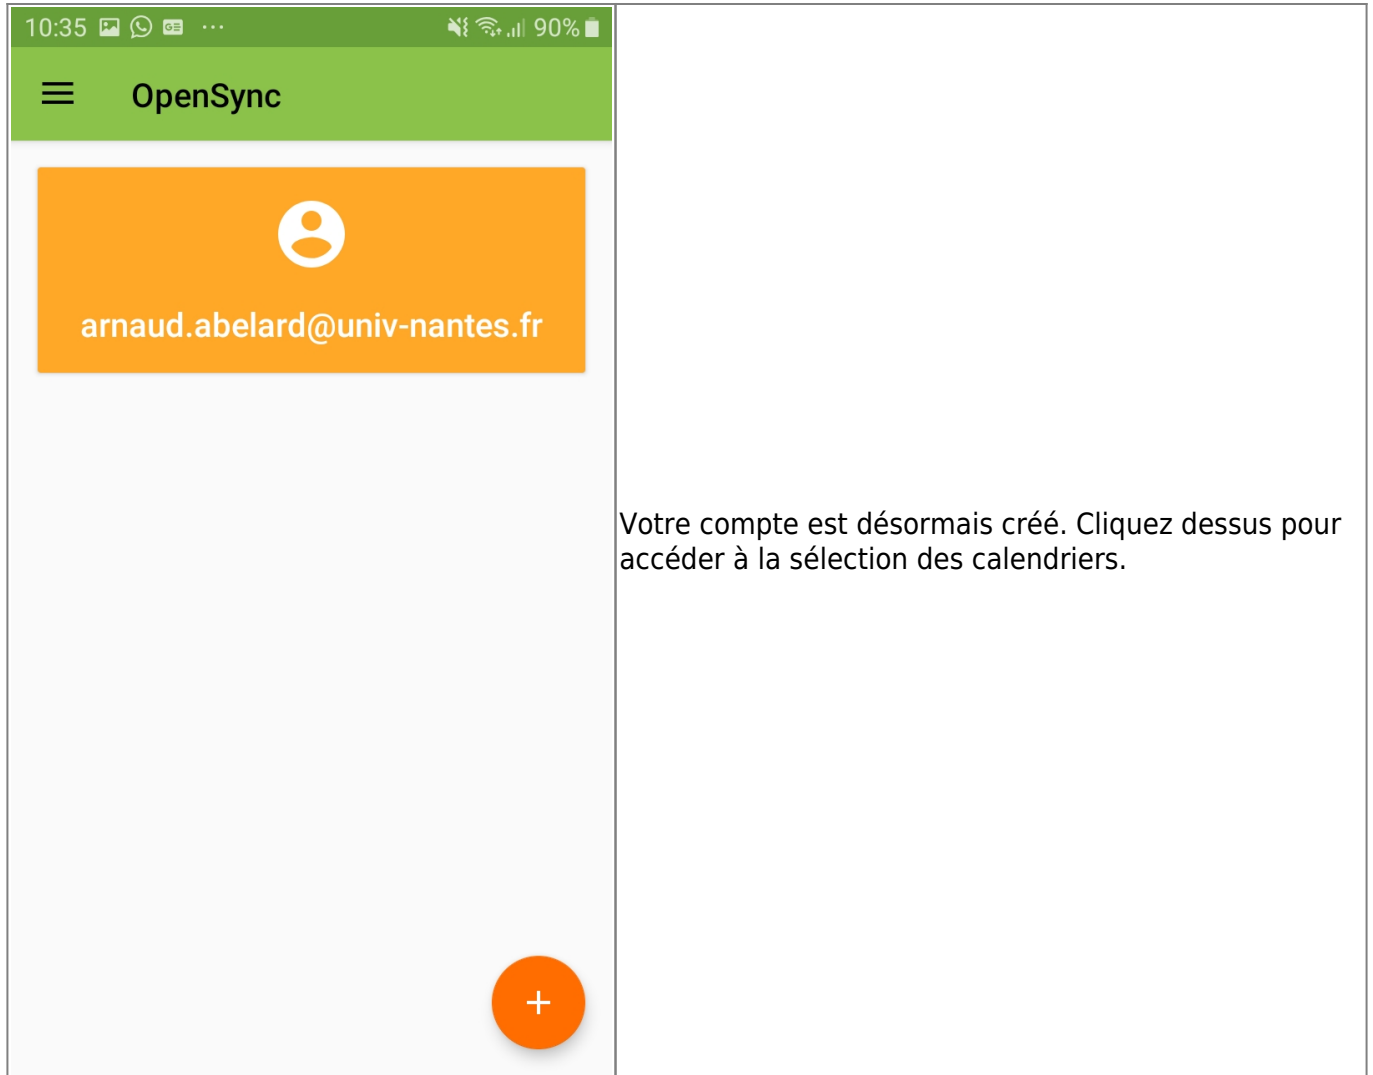 10:35 GE ... 90%
OpenSync
arnaud.abelard@univ-nantes.fr
+
Votre compte est désormais créé. Cliquez dessus pour
accéder à la sélection des calendriers.